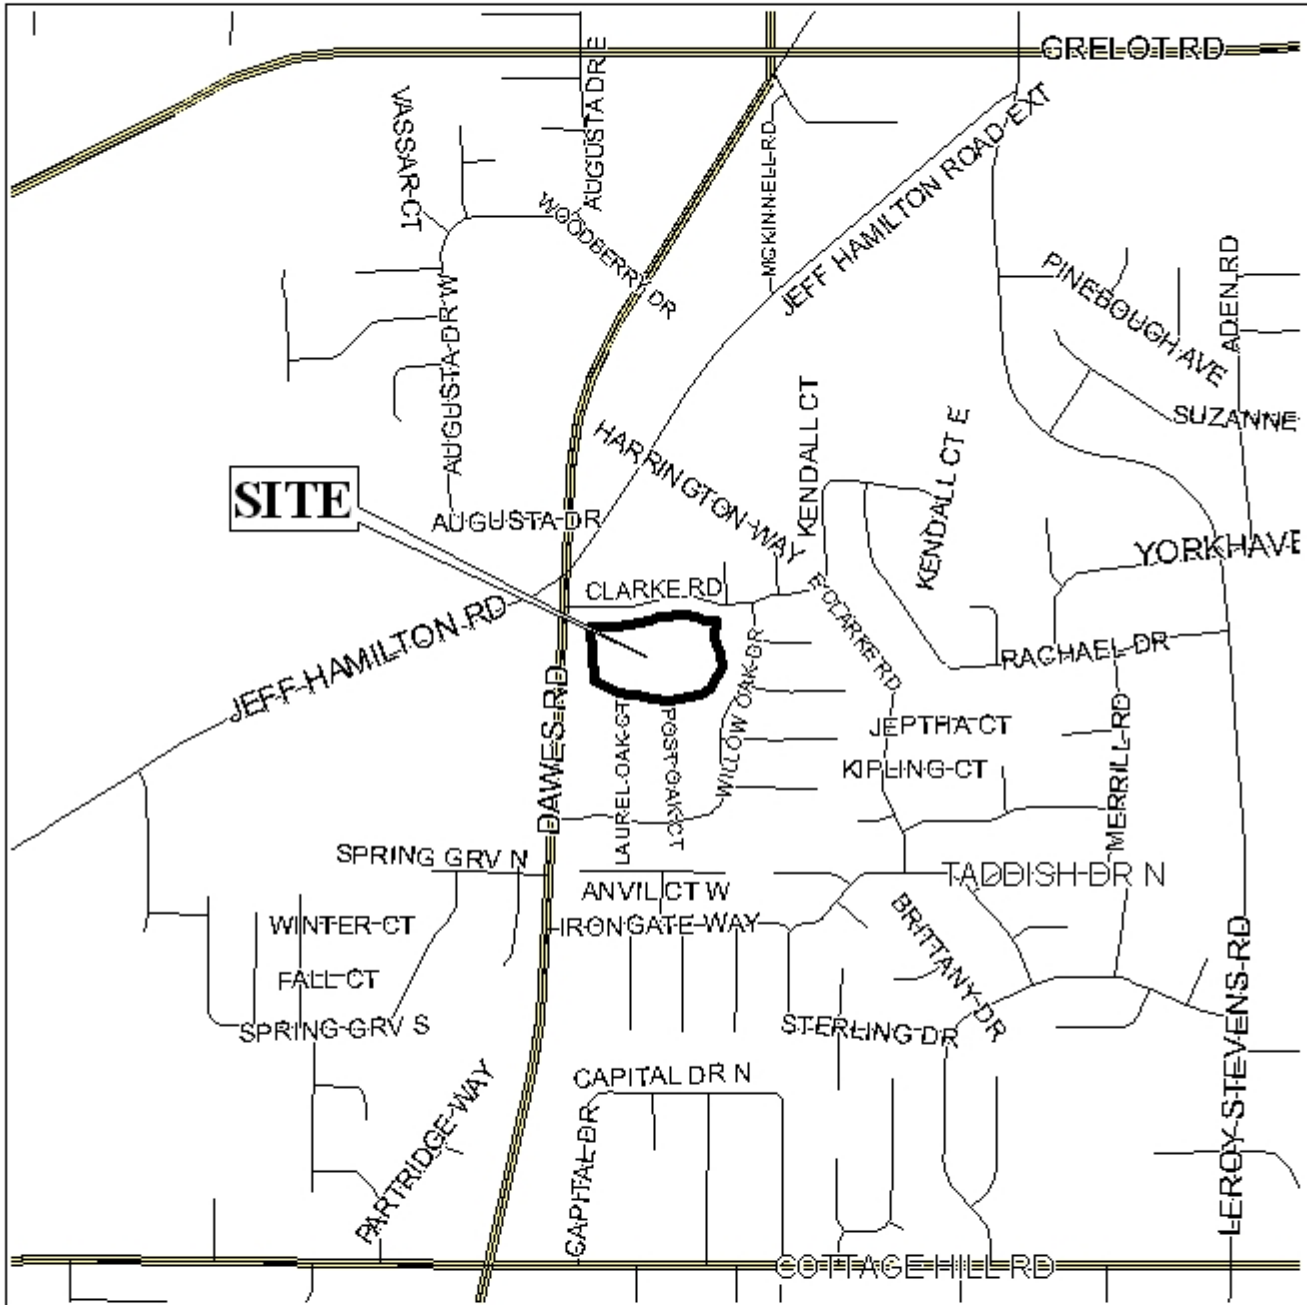 GRELOT RD
AUGUSTA DR E
VASSAR CT
MCKINNELL RD
JEFF HAMILTON ROAD EXT
WOODBERRY DR
PINEBOUGH AVE
ADEN RD
AUGUSTA DR W
SUZANNE
HARRINGTON WAY
KENDALL CT
KENDALL CT E
SITE
AUGUSTA DR
YORKHAVE
CLARKE RD
E CLARKE RD
JEFF HAMILTON RD
WILLOW OAK DR
RACHAEL DR
DAWES RD
LAUREL OAK CT
POST OAK CT
JEPTHA CT
KIPLING CT
MERRILL RD
SPRING GRV N
ANVIL CT W
TADDISH DR N
WINTER CT
IRONGATE WAY
BRITTANY DR
FALL CT
SPRING GRV S
STERLING DR
LEROY STEVENS RD
CAPITAL DR N
PARTRIDGE WAY
CAPITAL DR
COTTAGE HILL RD